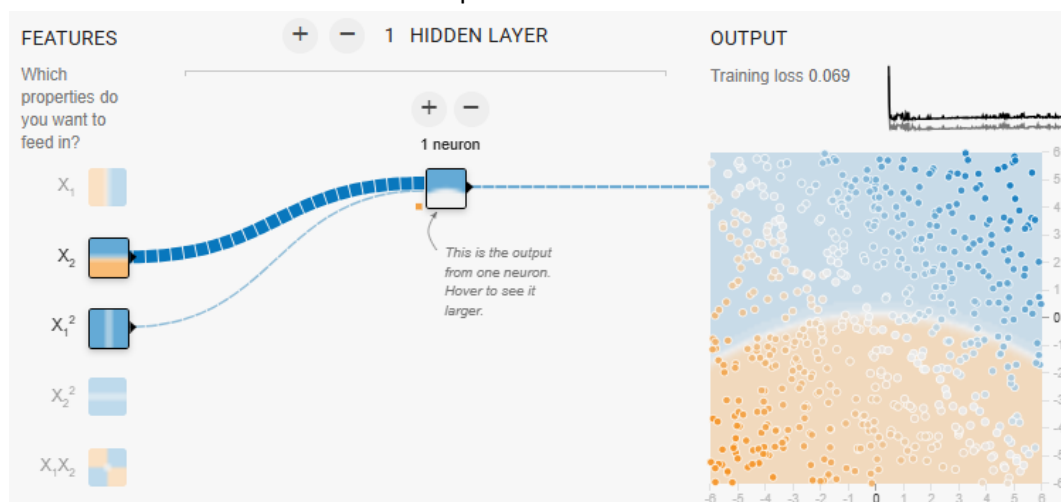 FEATURES
Which
properties do
you want to
feed in?
X₁
X₂
X₁²
X₂²
X₁X₂
+ − 1 HIDDEN LAYER
+ −
1 neuron
This is the output
from one neuron.
Hover to see it
larger.
OUTPUT
Training loss 0.069
6
5
4
3
2
1
0
-1
-2
-3
-4
-5
-6 -5 -4 -3 -2 -1 0 1 2 3 4 5 6